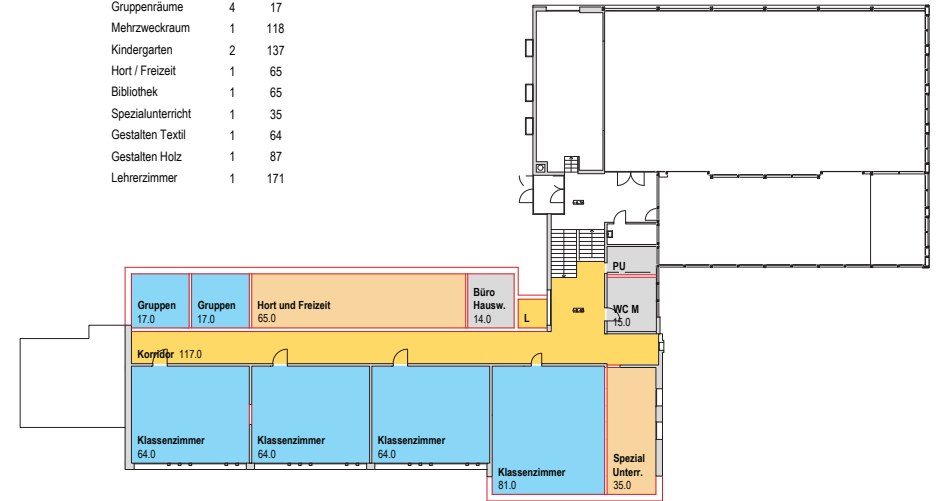 Gruppenräume 4 17
Mehrzweckraum 1 118
Kindergarten 2 137
Hort / Freizeit 1 65
Bibliothek 1 65
Spezialunterricht 1 35
Gestalten Textil 1 64
Gestalten Holz 1 87
Lehrerzimmer 1 171
PU
Gruppen
17.0
Gruppen
17.0
Hort und Freizeit
65.0
Büro
Hausw.
14.0
L
WC M
15.0
Korridor 117.0
Klassenzimmer
64.0
Klassenzimmer
64.0
Klassenzimmer
64.0
Klassenzimmer
81.0
Spezial
Unterr.
35.0